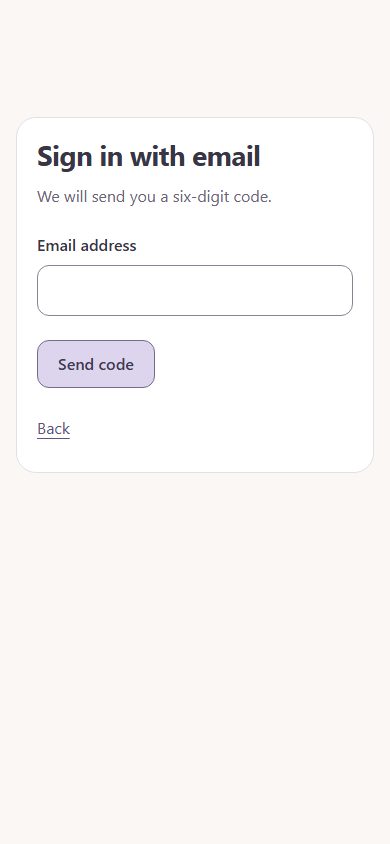 Sign in with email
We will send you a six-digit code.
Email address
Send code
Back